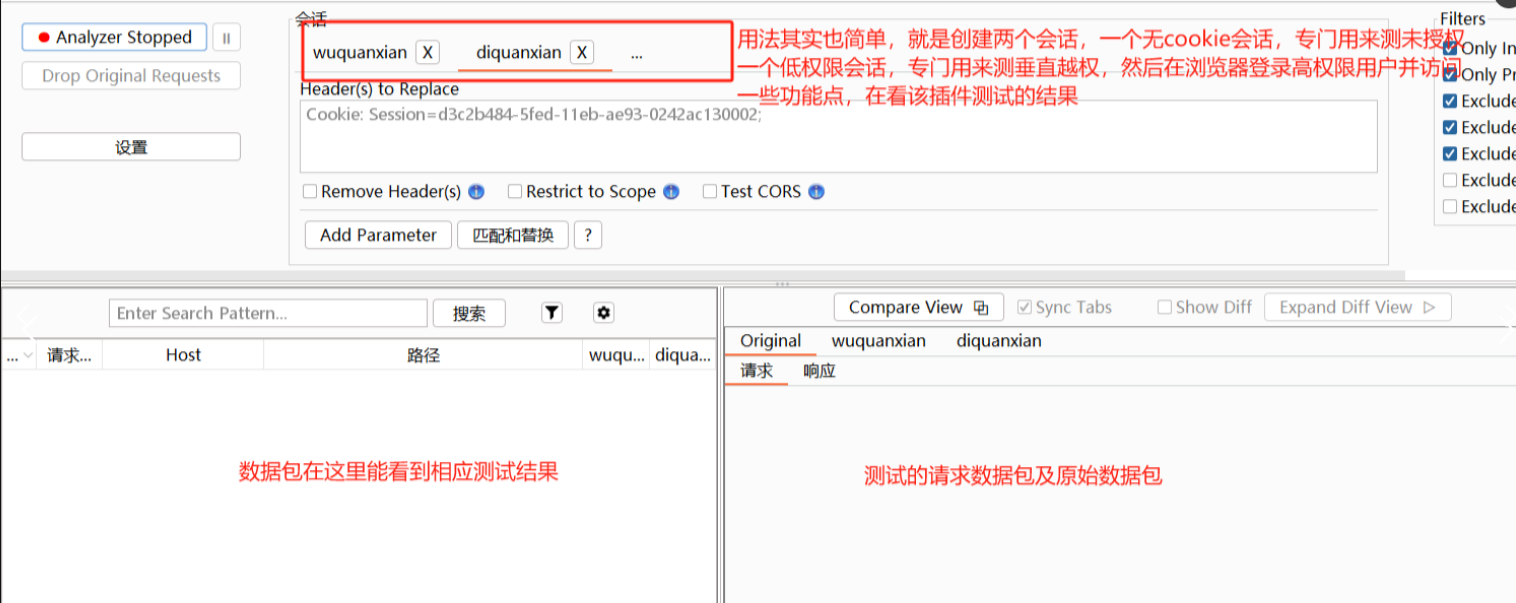 会话
Filters
Analyzer Stopped
Drop Original Requests
设置
wuquanxian X diquanxian X ...
用法其实也简单，就是创建两个会话，一个无cookie会话，专门用来测未授权
一个低权限会话，专门用来测垂直越权，然后在浏览器登录高权限用户并访问
一些功能点，在看该插件测试的结果
Header(s) to Replace
Cookie: Session=d3c2b484-5fed-11eb-ae93-0242ac130002;
Remove Header(s) Restrict to Scope Test CORS
Add Parameter 匹配和替换 ?
Only In
Only Pr
Exclude
Exclude
Exclude
Exclude
Exclude
Enter Search Pattern... 搜索
... 请求... Host 路径 wuqu... diqua...
数据包在这里能看到相应测试结果
Compare View Sync Tabs Show Diff Expand Diff View
Original wuquanxian diquanxian
请求 响应
测试的请求数据包及原始数据包